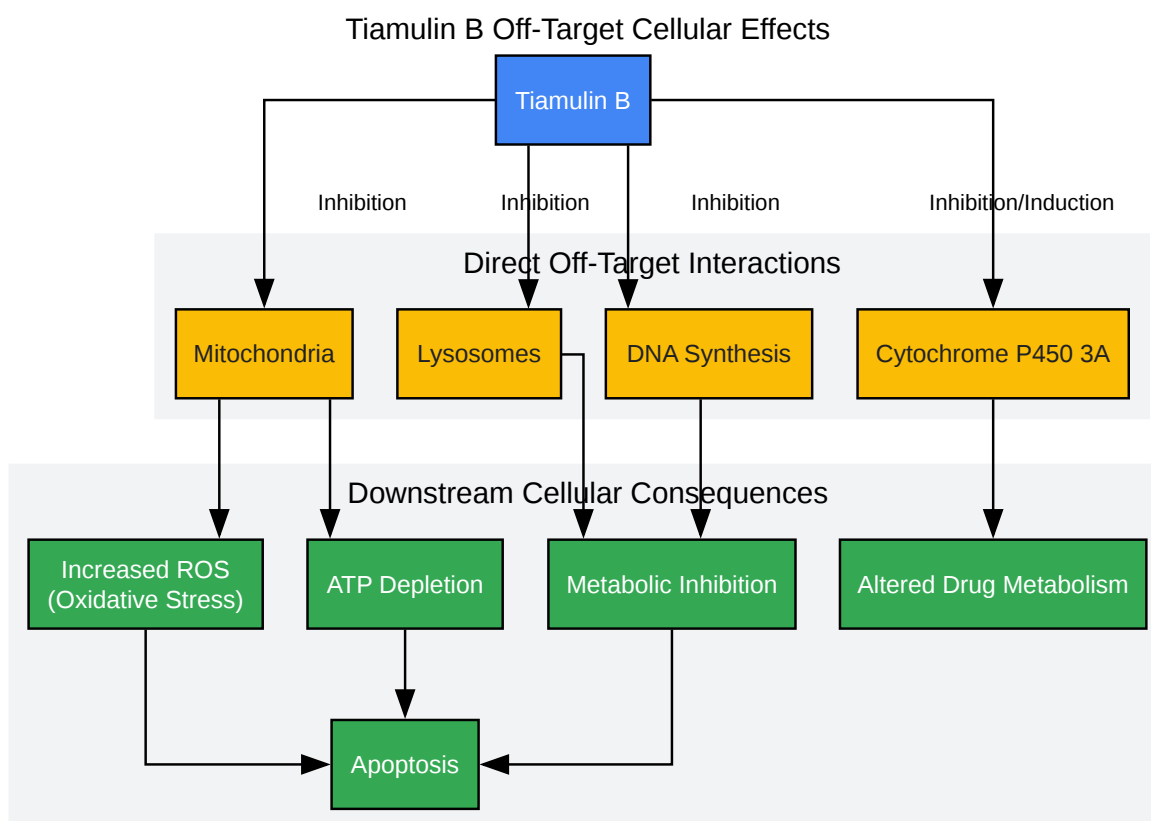 Tiamulin B Off-Target Cellular Effects
Tiamulin B
Inhibition
Inhibition
Inhibition
Inhibition/Induction
Direct Off-Target Interactions
Mitochondria
Lysosomes
DNA Synthesis
Cytochrome P450 3A
Downstream Cellular Consequences
Increased ROS
(Oxidative Stress)
ATP Depletion
Metabolic Inhibition
Altered Drug Metabolism
Apoptosis